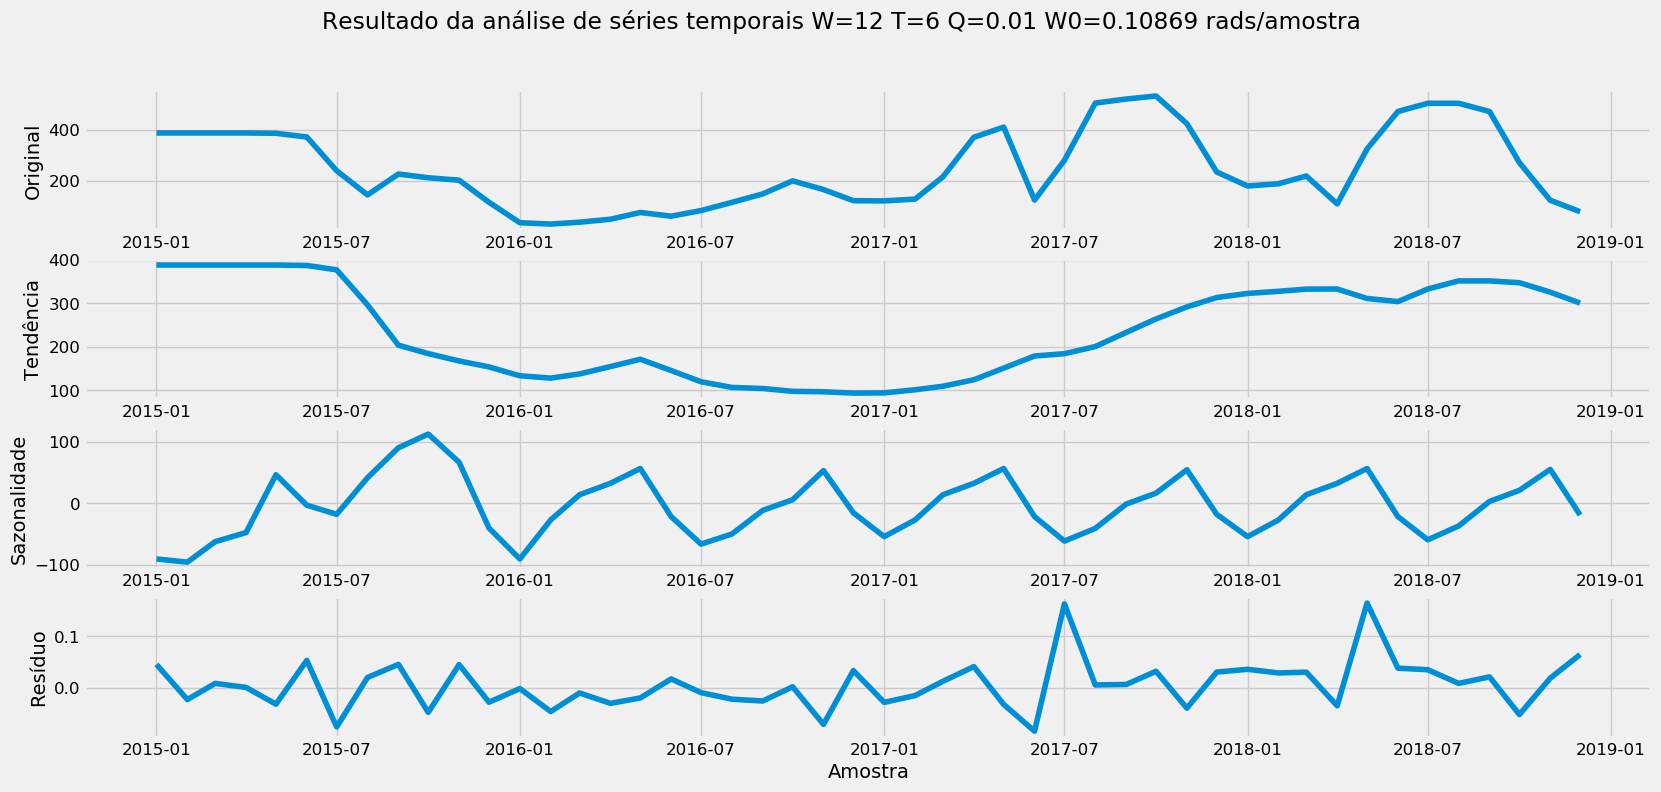 Resultado da análise de séries temporais W=12 T=6 Q=0.01 W0=0.10869 rads/amostra
Original
400
200
2015-01 2015-07 2016-01 2016-07 2017-01 2017-07 2018-01 2018-07 2019-01
Tendência
400
300
200
100
2015-01 2015-07 2016-01 2016-07 2017-01 2017-07 2018-01 2018-07 2019-01
Sazonalidade
100
0
−100
2015-01 2015-07 2016-01 2016-07 2017-01 2017-07 2018-01 2018-07 2019-01
Resíduo
0.1
0.0
2015-01 2015-07 2016-01 2016-07 2017-01 2017-07 2018-01 2018-07 2019-01
Amostra